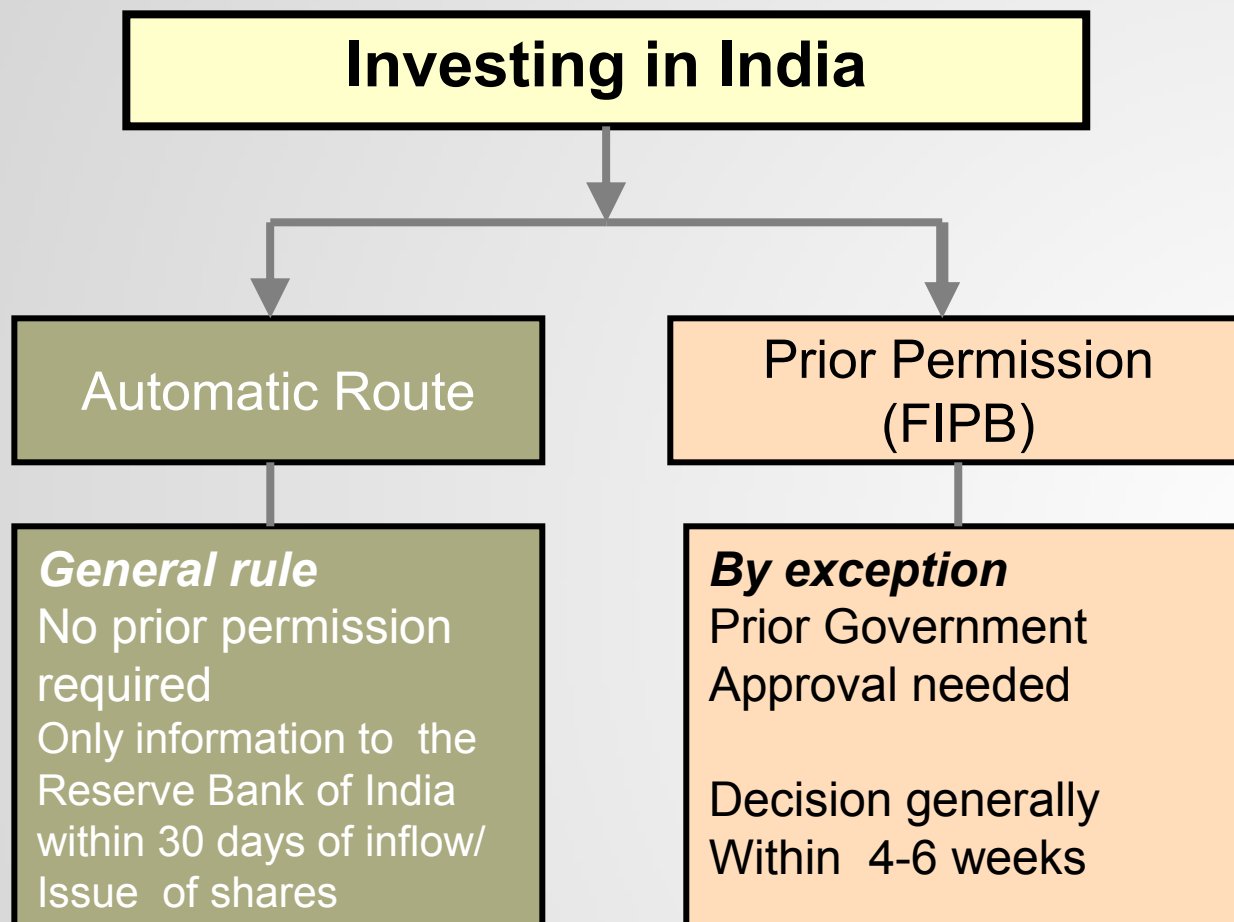 Investing in India
Automatic Route
Prior Permission
(FIPB)
General rule
No prior permission
required
Only information to the
Reserve Bank of India
within 30 days of inflow/
Issue of shares
By exception
Prior Government
Approval needed
Decision generally
Within 4-6 weeks